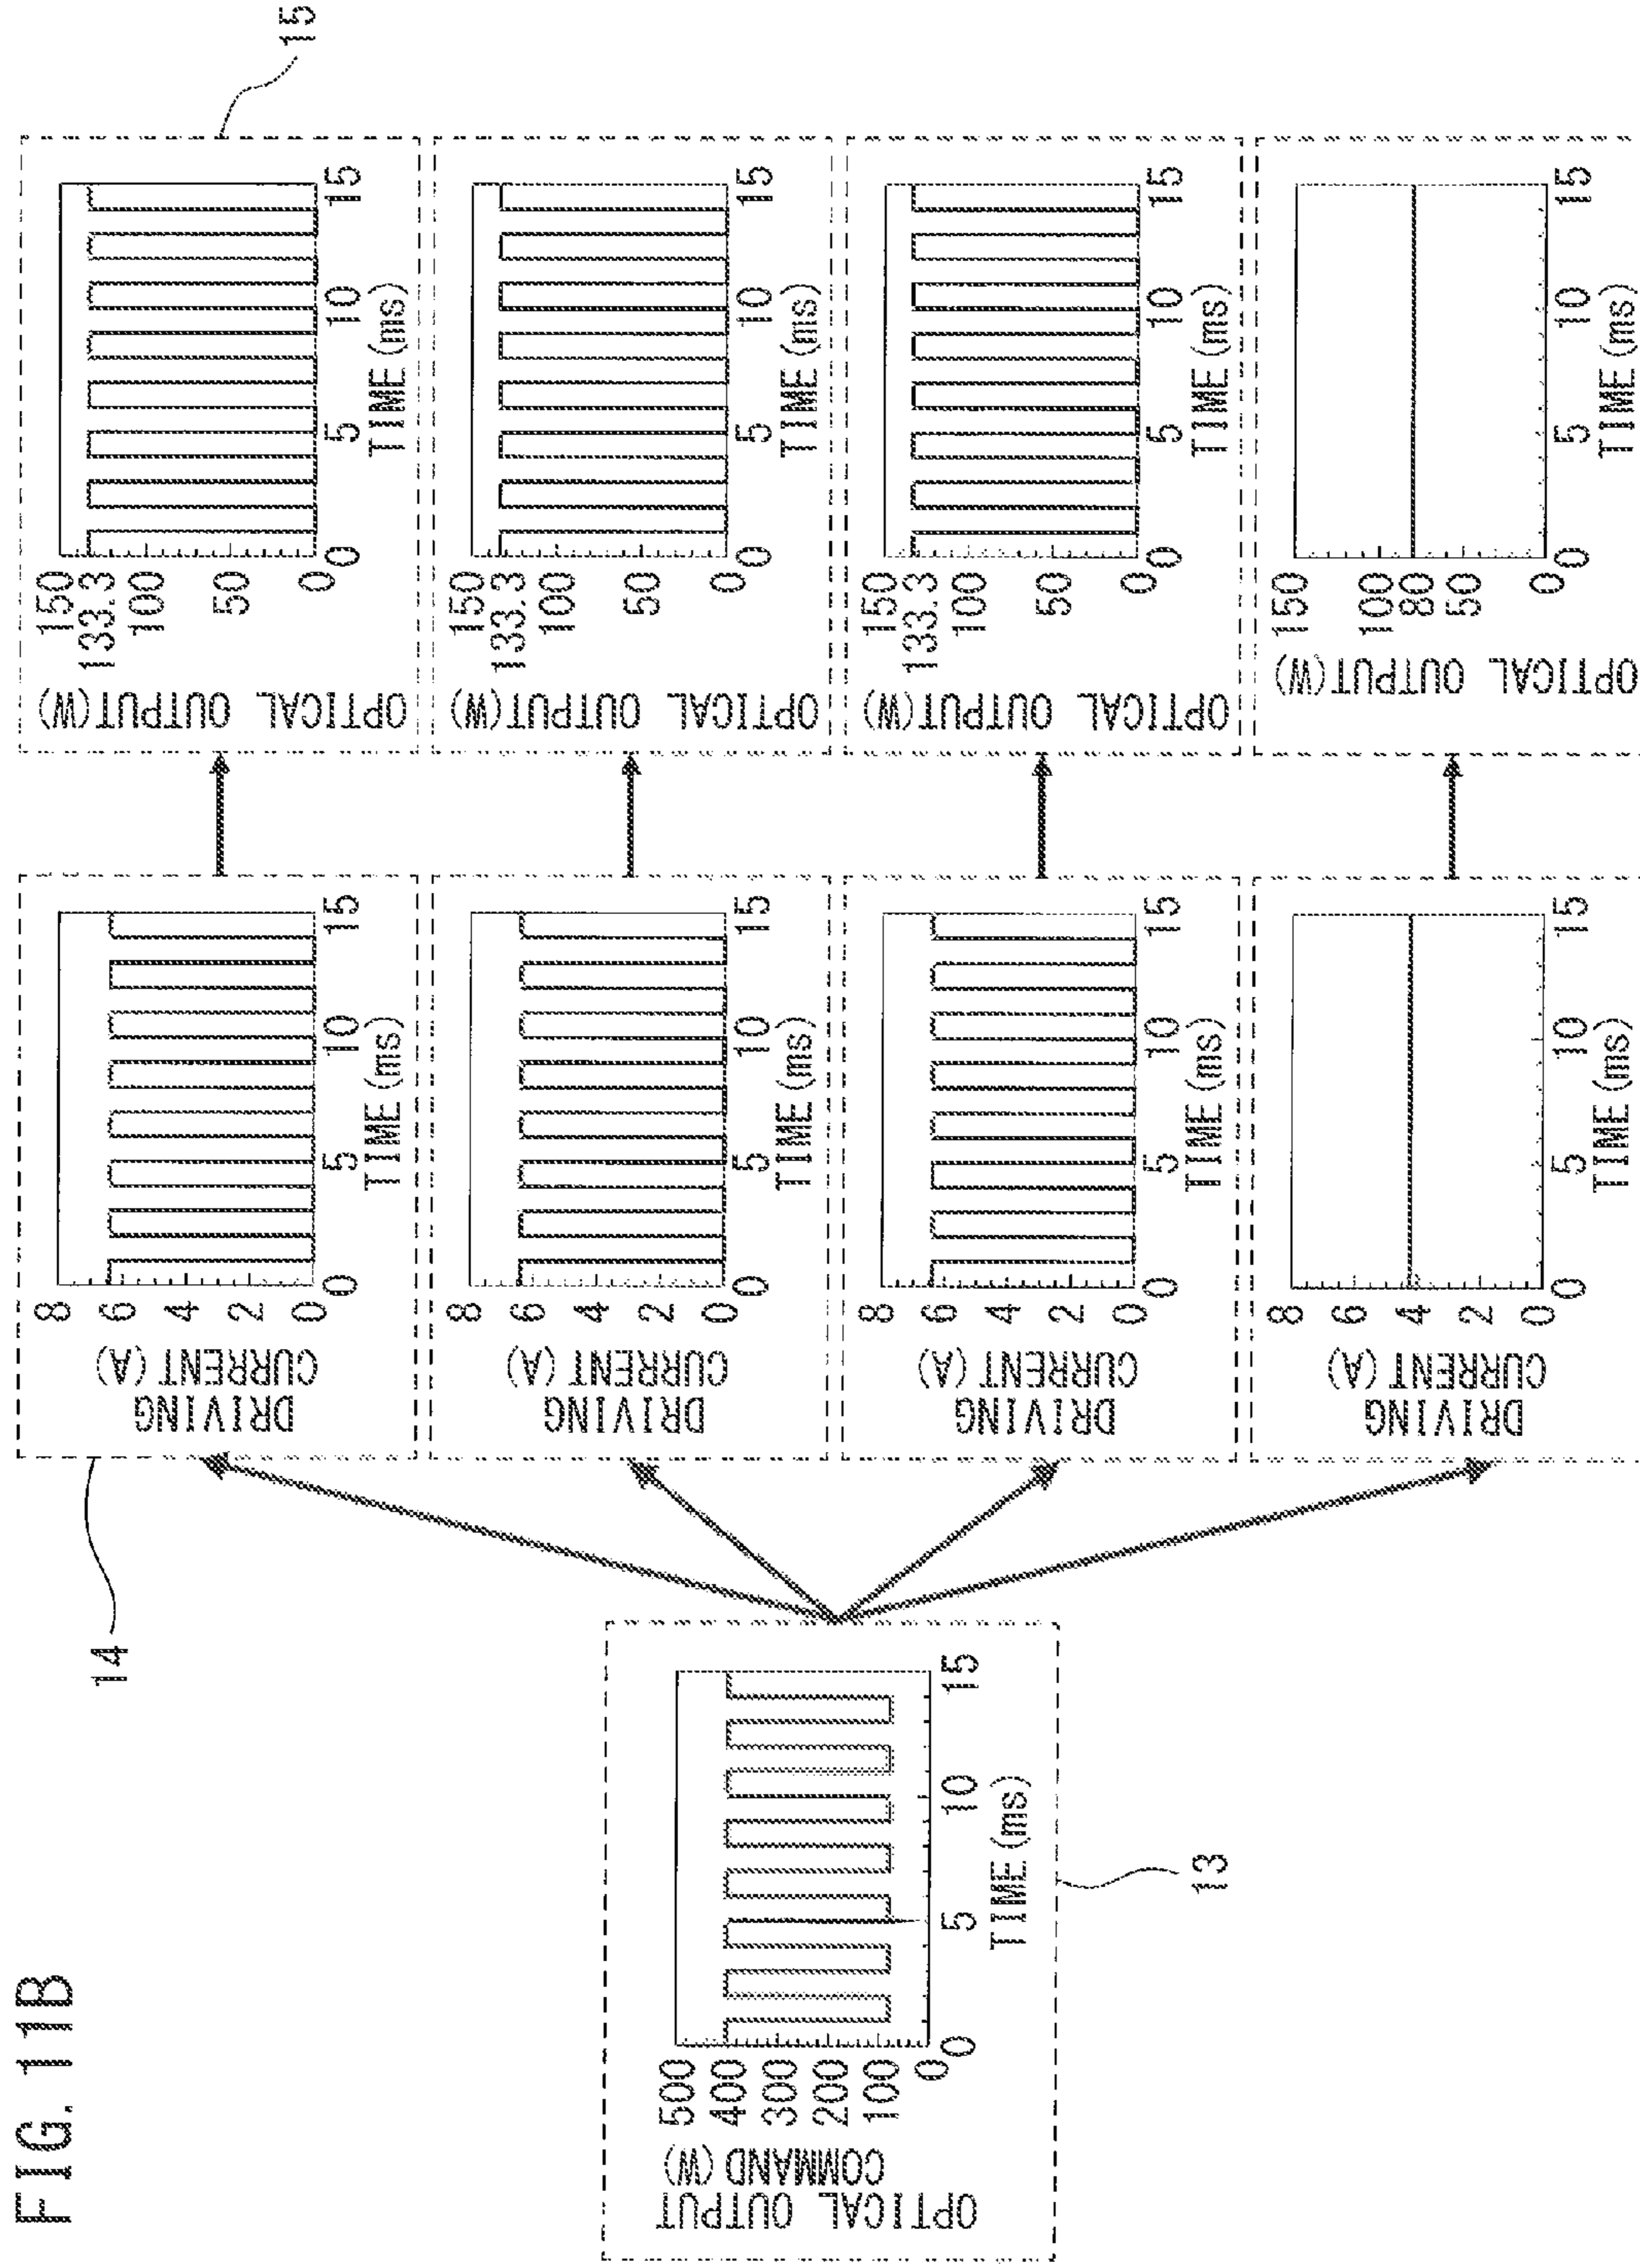 FIG. 11B
14
15
DRIVING
CURRENT (A)
8
6
4
2
0
0 5 10 15
TIME (ms)
OPTICAL OUTPUT (W)
150
133.3
100
50
0
0 5 10 15
TIME (ms)
DRIVING
CURRENT (A)
8
6
4
2
0
0 5 10 15
TIME (ms)
OPTICAL OUTPUT (W)
150
133.3
100
50
0
0 5 10 15
TIME (ms)
OPTICAL OUTPUT
COMMAND (W)
500
400
300
200
100
0
0 5 10 15
TIME (ms)
13
DRIVING
CURRENT (A)
8
6
4
2
0
0 5 10 15
TIME (ms)
OPTICAL OUTPUT (W)
150
133.3
100
50
0
0 5 10 15
TIME (ms)
DRIVING
CURRENT (A)
8
6
4
2
0
0 5 10 15
TIME (ms)
OPTICAL OUTPUT (W)
150
100
80
50
0
0 5 10 15
TIME (ms)